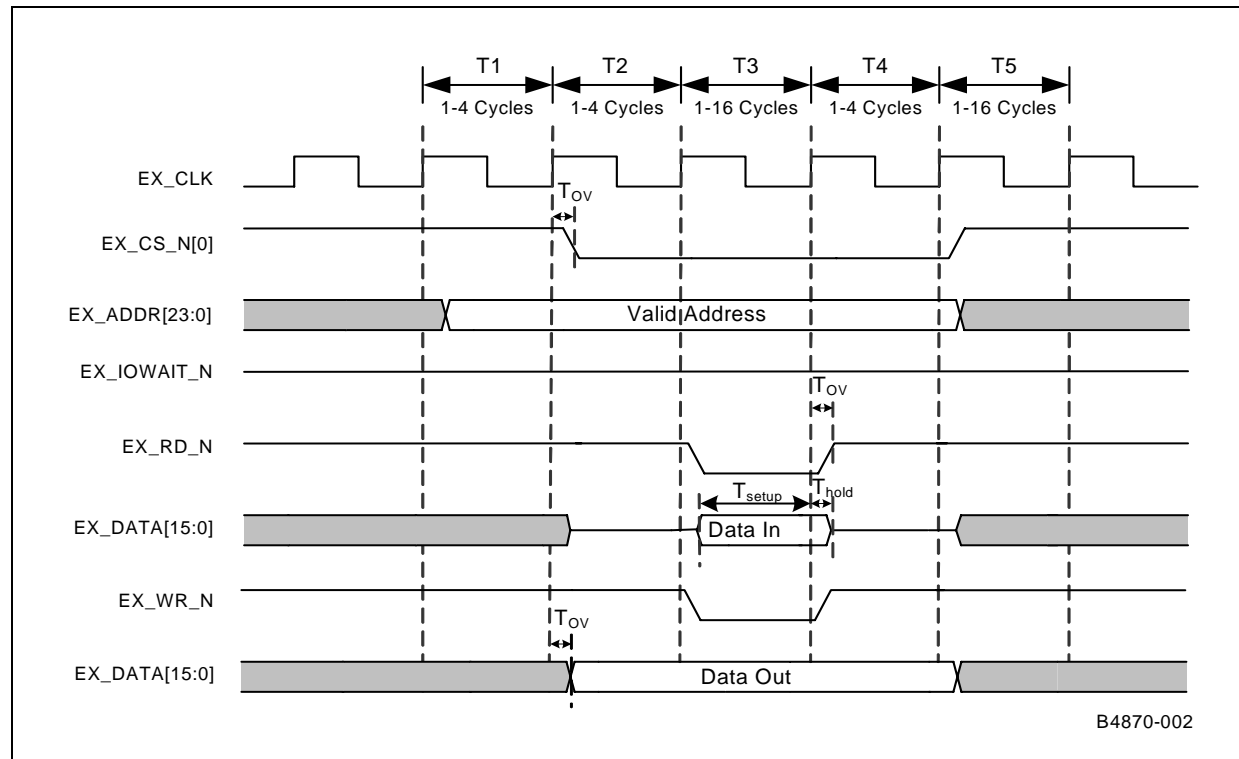 T1 T2 T3 T4 T5
1-4 Cycles 1-4 Cycles 1-16 Cycles 1-4 Cycles 1-16 Cycles
EX_CLK
TOV
EX_CS_N[0]
EX_ADDR[23:0] Valid Address
EX_IOWAIT_N
TOV
EX_RD_N
Tsetup Thold
EX_DATA[15:0] Data In
EX_WR_N
TOV
EX_DATA[15:0] Data Out
B4870-002